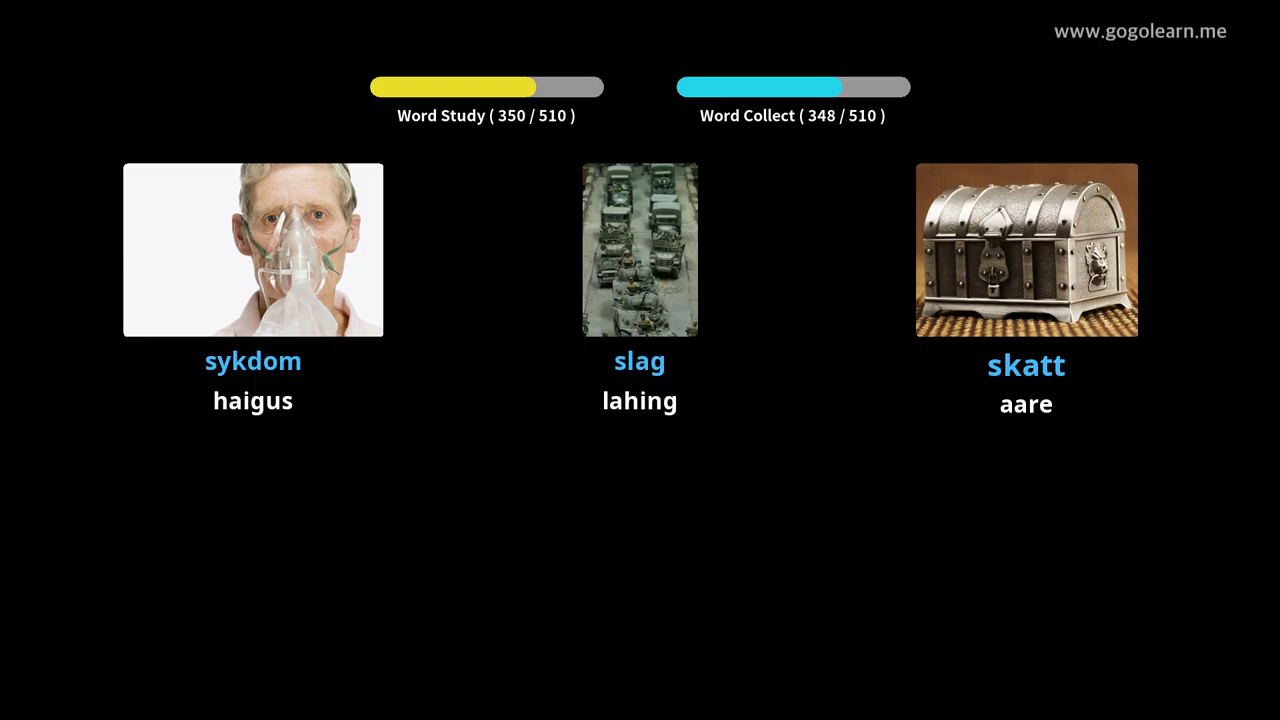 www.gogolearn.me
Word Study ( 350 / 510 )
Word Collect ( 348 / 510 )
sykdom
haigus
slag
lahing
skatt
aare